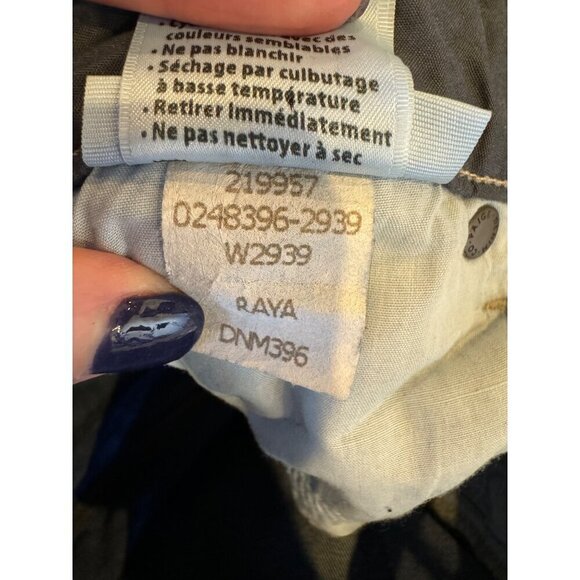 couleurs semblables
• Ne pas blanchir
• Séchage par culbutage
à basse température
• Retirer Immédiatement
• Ne pas nettoyer à sec
219957
0248396-2939
W2939
RAYA
DNM396